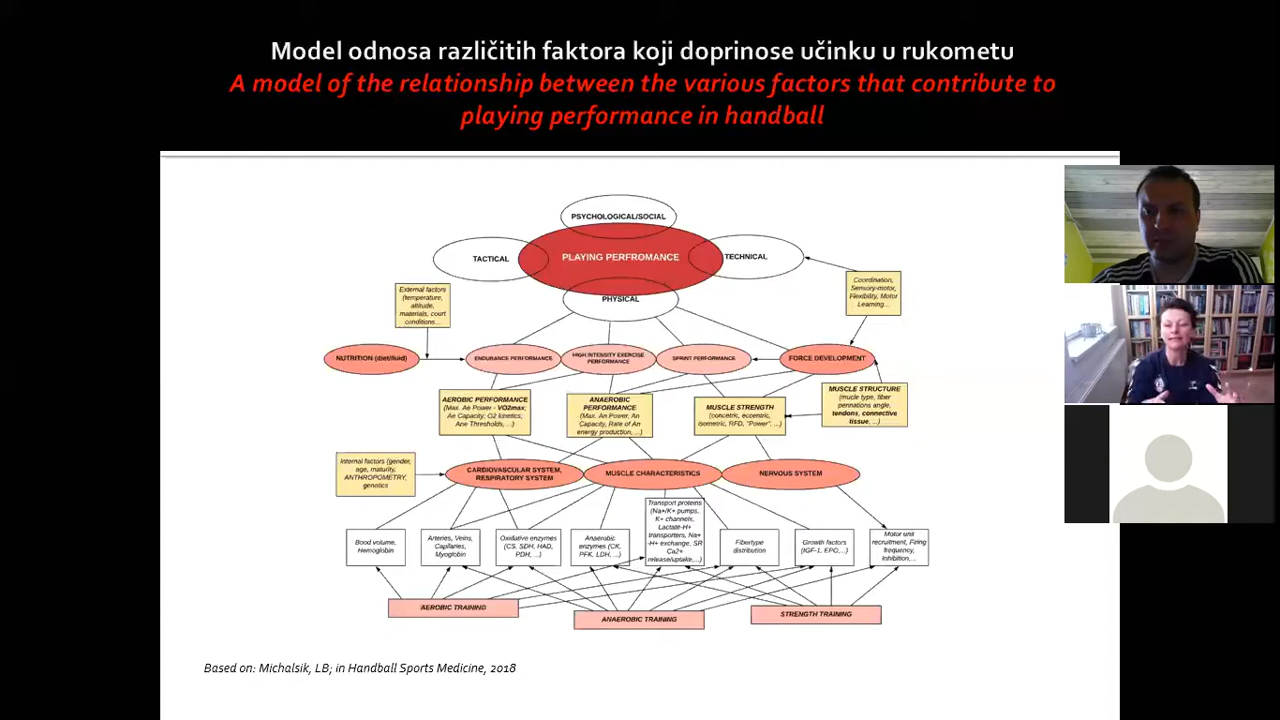 Model odnosa različitih faktora koji doprinose učinku u rukometu
A model of the relationship between the various factors that contribute to
playing performance in handball
PSYCHOLOGICAL/SOCIAL
TACTICAL
PLAYING PERFROMANCE
TECHNICAL
PHYSICAL
External factors
(temperature,
altitude,
materials, court
conditions...
Coordination,
Sensory-motor,
Flexibility, Motor
Learning...
NUTRITION (diet/fluid)
ENDURANCE PERFORMANCE
HIGH INTENSITY EXERCISE
PERFORMANCE
SPRINT PERFORMANCE
FORCE DEVELOPMENT
AEROBIC PERFORMANCE
(Max. Ae Power - VO2max;
Ae Capacity; O2 kinetics;
Ane Thresholds, ...)
ANAEROBIC
PERFORMANCE
(Max. An Power, An
Capacity, Rate of An
energy production, ...)
MUSCLE STRENGTH
(concetric, eccentric,
isometric, RFD, "Power", ...)
MUSCLE STRUCTURE
(mucle type, fiber
pennations angle,
tendons, connective
tissue, ...)
Internal factors (gender,
age, maturity,
ANTHROPOMETRY,
genetics
CARDIOVASCULAR SYSTEM,
RESPIRATORY SYSTEM
MUSCLE CHARACTERISTICS
NERVOUS SYSTEM
Bood volume,
Hemoglobin
Arteries, Veins,
Capilaries,
Myoglobin
Oxidative enzymes
(CS, SDH, HAD,
PDH, ...)
Anaerobic
enzymes (CK,
PFK, LDH, ...)
Transport proteins
(Na+/K+ pumps,
K+ channels,
Lactate-H+
transporters, Na+
-H+ exchange, SR
Ca2+
release/uptake,...)
Fibertype
distribution
Growth factors
(IGF-1, EPO,...)
Motor unit
recruitment, Firing
frequency,
Inhibition,...
AEROBIC TRAINING
ANAEROBIC TRAINING
STRENGTH TRAINING
Based on: Michalsik, LB; in Handball Sports Medicine, 2018